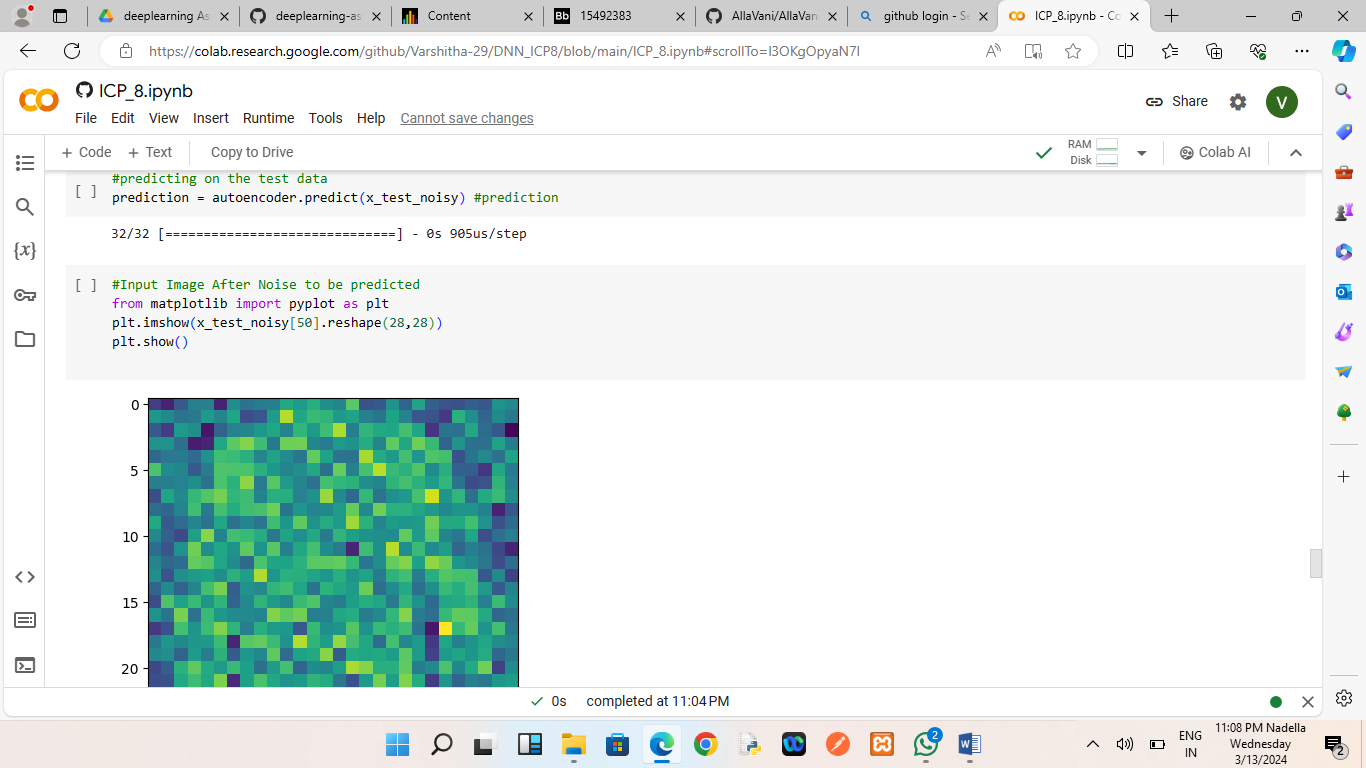 deeplearning As
deeplearning-as
Content
15492383
AllaVani/AllaVan
github login - Se
ICP_8.ipynb - Co
https://colab.research.google.com/github/Varshitha-29/DNN_ICP8/blob/main/ICP_8.ipynb#scrollTo=I3OKgOpyaN7I
ICP_8.ipynb
Share
V
File Edit View Insert Runtime Tools Help Cannot save changes
+ Code + Text Copy to Drive
RAM
Disk
Colab AI
#predicting on the test data
[ ] prediction = autoencoder.predict(x_test_noisy) #prediction
32/32 [==============================] - 0s 905us/step
[ ] #Input Image After Noise to be predicted
from matplotlib import pyplot as plt
plt.imshow(x_test_noisy[50].reshape(28,28))
plt.show()
0
5
10
15
20
0s completed at 11:04 PM
2
ENG
IN
11:08 PM Nadella
Wednesday
3/13/2024
2